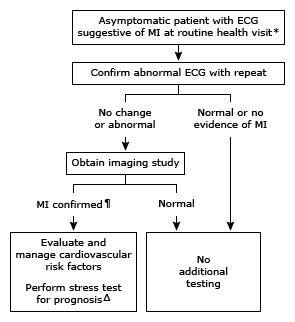 Asymptomatic patient with ECG
suggestive of MI at routine health visit*
Confirm abnormal ECG with repeat
No change
or abnormal
Normal or no
evidence of MI
Obtain imaging study
MI confirmed¶
Normal
Evaluate and
manage cardiovascular
risk factors
Perform stress test
for prognosisΔ
No
additional
testing